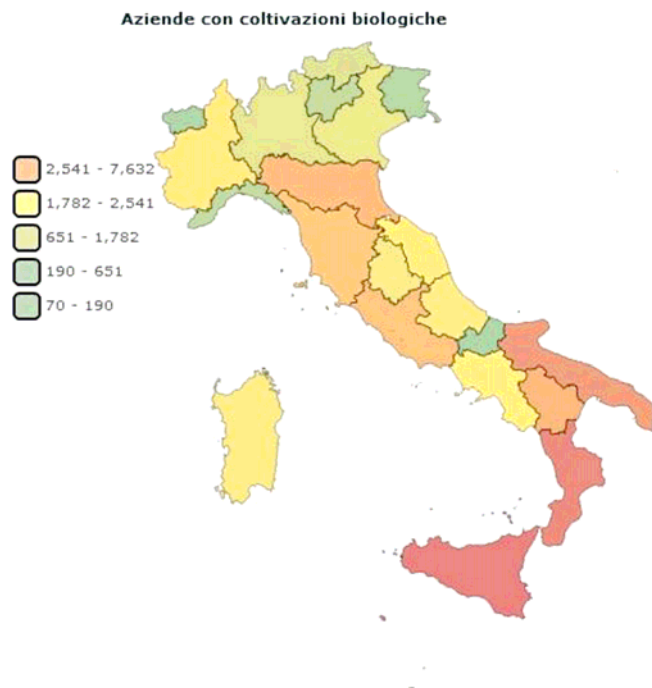 Aziende con coltivazioni biologiche
2,541 - 7,632
1,782 - 2,541
651 - 1,782
190 - 651
70 - 190